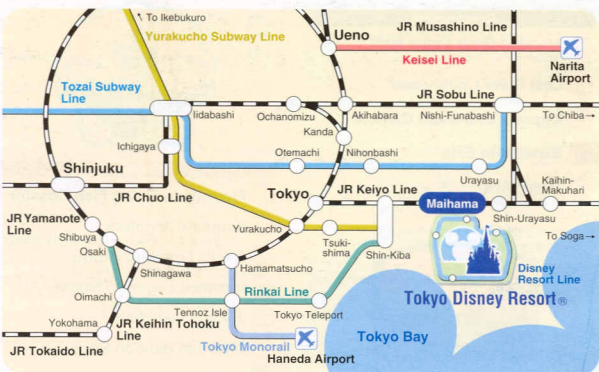 To Ikebukuro
Yurakucho Subway Line
Ueno
JR Musashino Line
Keisei Line
Narita
Airport
Tozai Subway
Line
JR Sobu Line
Iidabashi
Ochanomizu
Akihabara
Nishi-Funabashi
To Chiba→
Kanda
Ichigaya
Otemachi
Nihonbashi
Urayasu
Shinjuku
JR Chuo Line
Tokyo
JR Keiyo Line
Maihama
Kaihin-
Makuhari
Shin-Urayasu
JR Yamanote
Line
Shibuya
Osaki
Yurakucho
Tsuki-
shima
Shin-Kiba
To Soga→
Shinagawa
Hamamatsucho
Disney
Resort Line
Oimachi
Rinkai Line
Tokyo Disney Resort®
Tennoz Isle
Tokyo Teleport
Yokohama
JR Keihin Tohoku
Line
Tokyo Monorail
Tokyo Bay
JR Tokaido Line
Haneda Airport